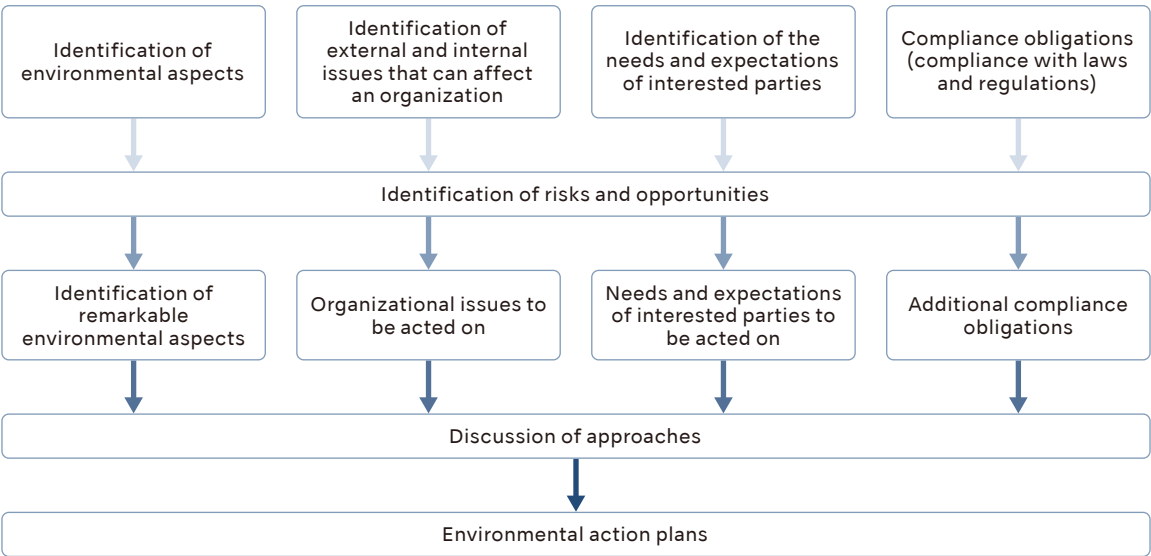 Identification of
environmental aspects
Identification of
external and internal
issues that can affect
an organization
Identification of the
needs and expectations
of interested parties
Compliance obligations
(compliance with laws
and regulations)
Identification of risks and opportunities
Identification of
remarkable
environmental aspects
Organizational issues to
be acted on
Needs and expectations
of interested parties to
be acted on
Additional compliance
obligations
Discussion of approaches
Environmental action plans